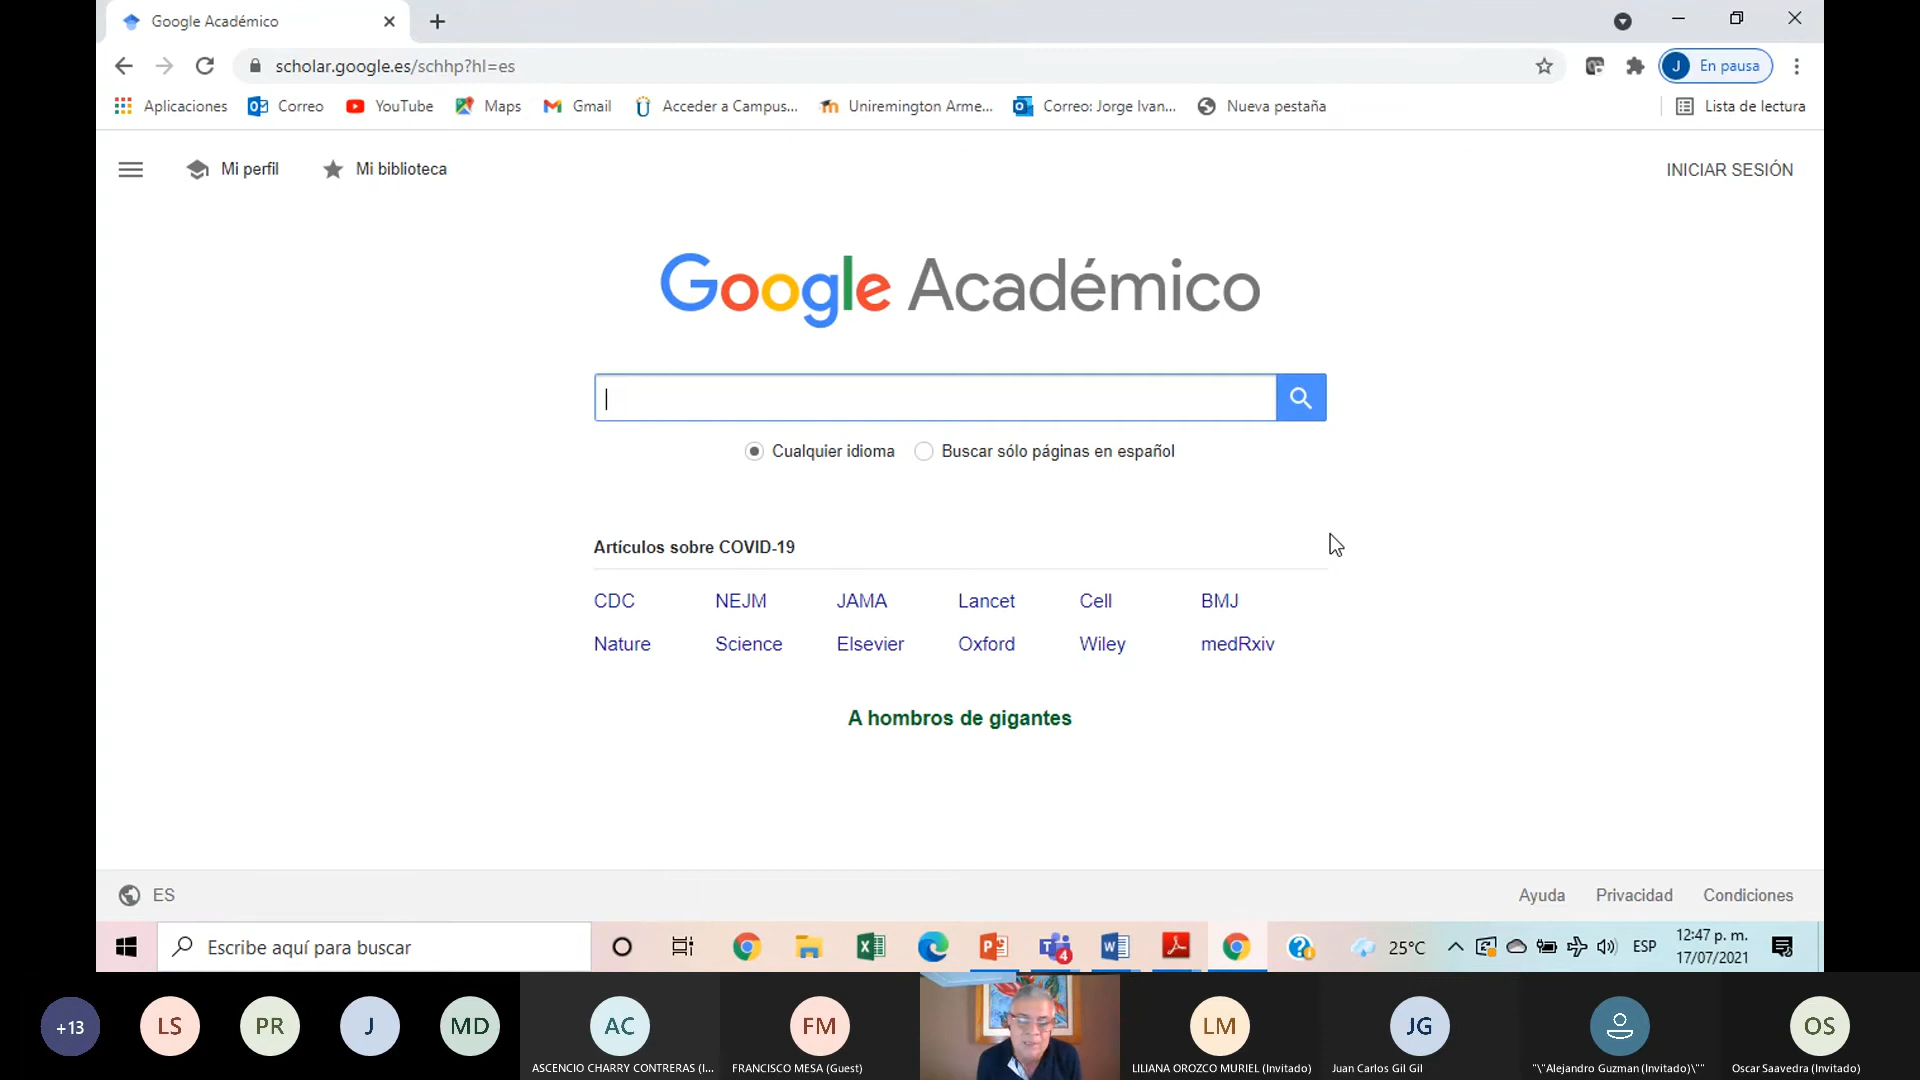 Google Académico
scholar.google.es/schhp?hl=es
J En pausa
Aplicaciones Correo YouTube Maps Gmail Acceder a Campus... Uniremington Arme... Correo: Jorge Ivan... Nueva pestaña Lista de lectura
Mi perfil Mi biblioteca INICIAR SESIÓN
Google Académico
Cualquier idioma Buscar sólo páginas en español
Artículos sobre COVID-19
CDC NEJM JAMA Lancet Cell BMJ
Nature Science Elsevier Oxford Wiley medRxiv
A hombros de gigantes
ES Ayuda Privacidad Condiciones
Escribe aquí para buscar 4 25°C ESP 12:47 p. m.
17/07/2021
+13 LS PR J MD AC FM LM JG OS
ASCENCIO CHARRY CONTRERAS (I... FRANCISCO MESA (Guest) LILIANA OROZCO MURIEL (Invitado) Juan Carlos Gil Gil "\"Alejandro Guzman (Invitado)\"" Oscar Saavedra (Invitado)